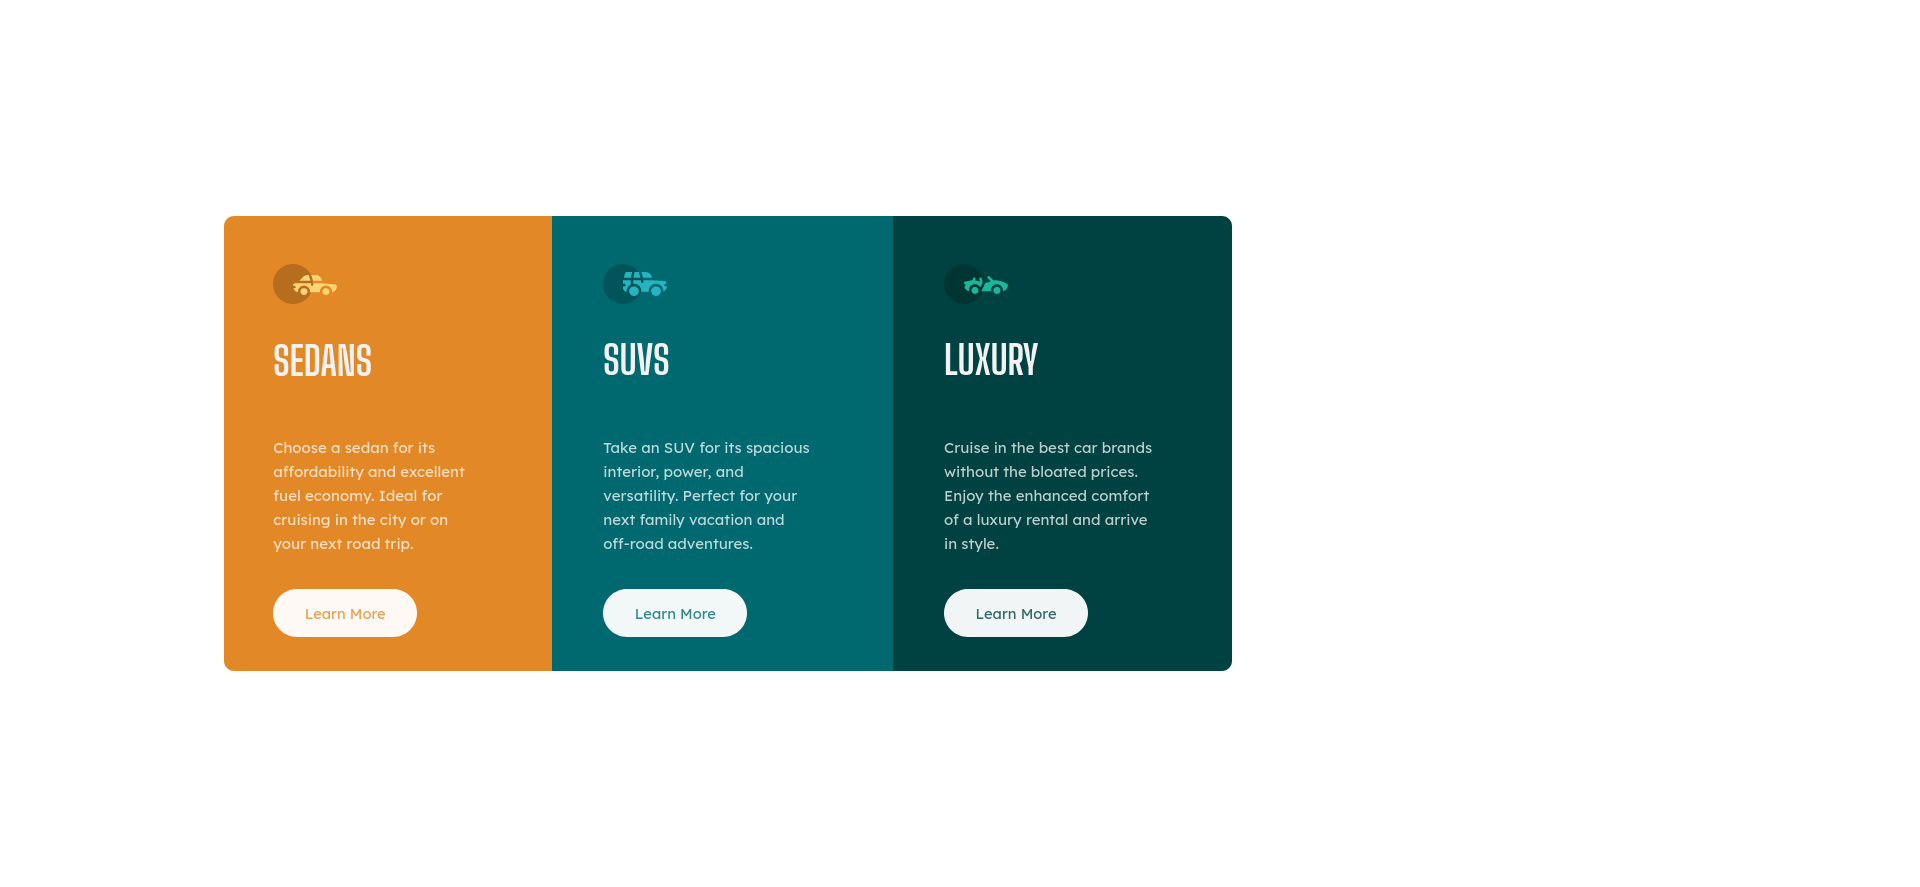 SEDANS
Choose a sedan for its
affordability and excellent
fuel economy. Ideal for
cruising in the city or on
your next road trip.
Learn More
SUVS
Take an SUV for its spacious
interior, power, and
versatility. Perfect for your
next family vacation and
off-road adventures.
Learn More
LUXURY
Cruise in the best car brands
without the bloated prices.
Enjoy the enhanced comfort
of a luxury rental and arrive
in style.
Learn More